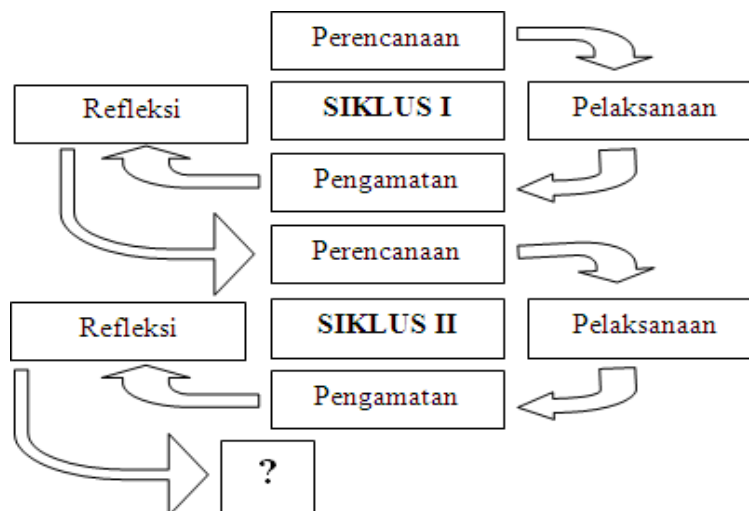 Perencanaan
Refleksi
SIKLUS I
Pelaksanaan
Pengamatan
Perencanaan
Refleksi
SIKLUS II
Pelaksanaan
Pengamatan
?